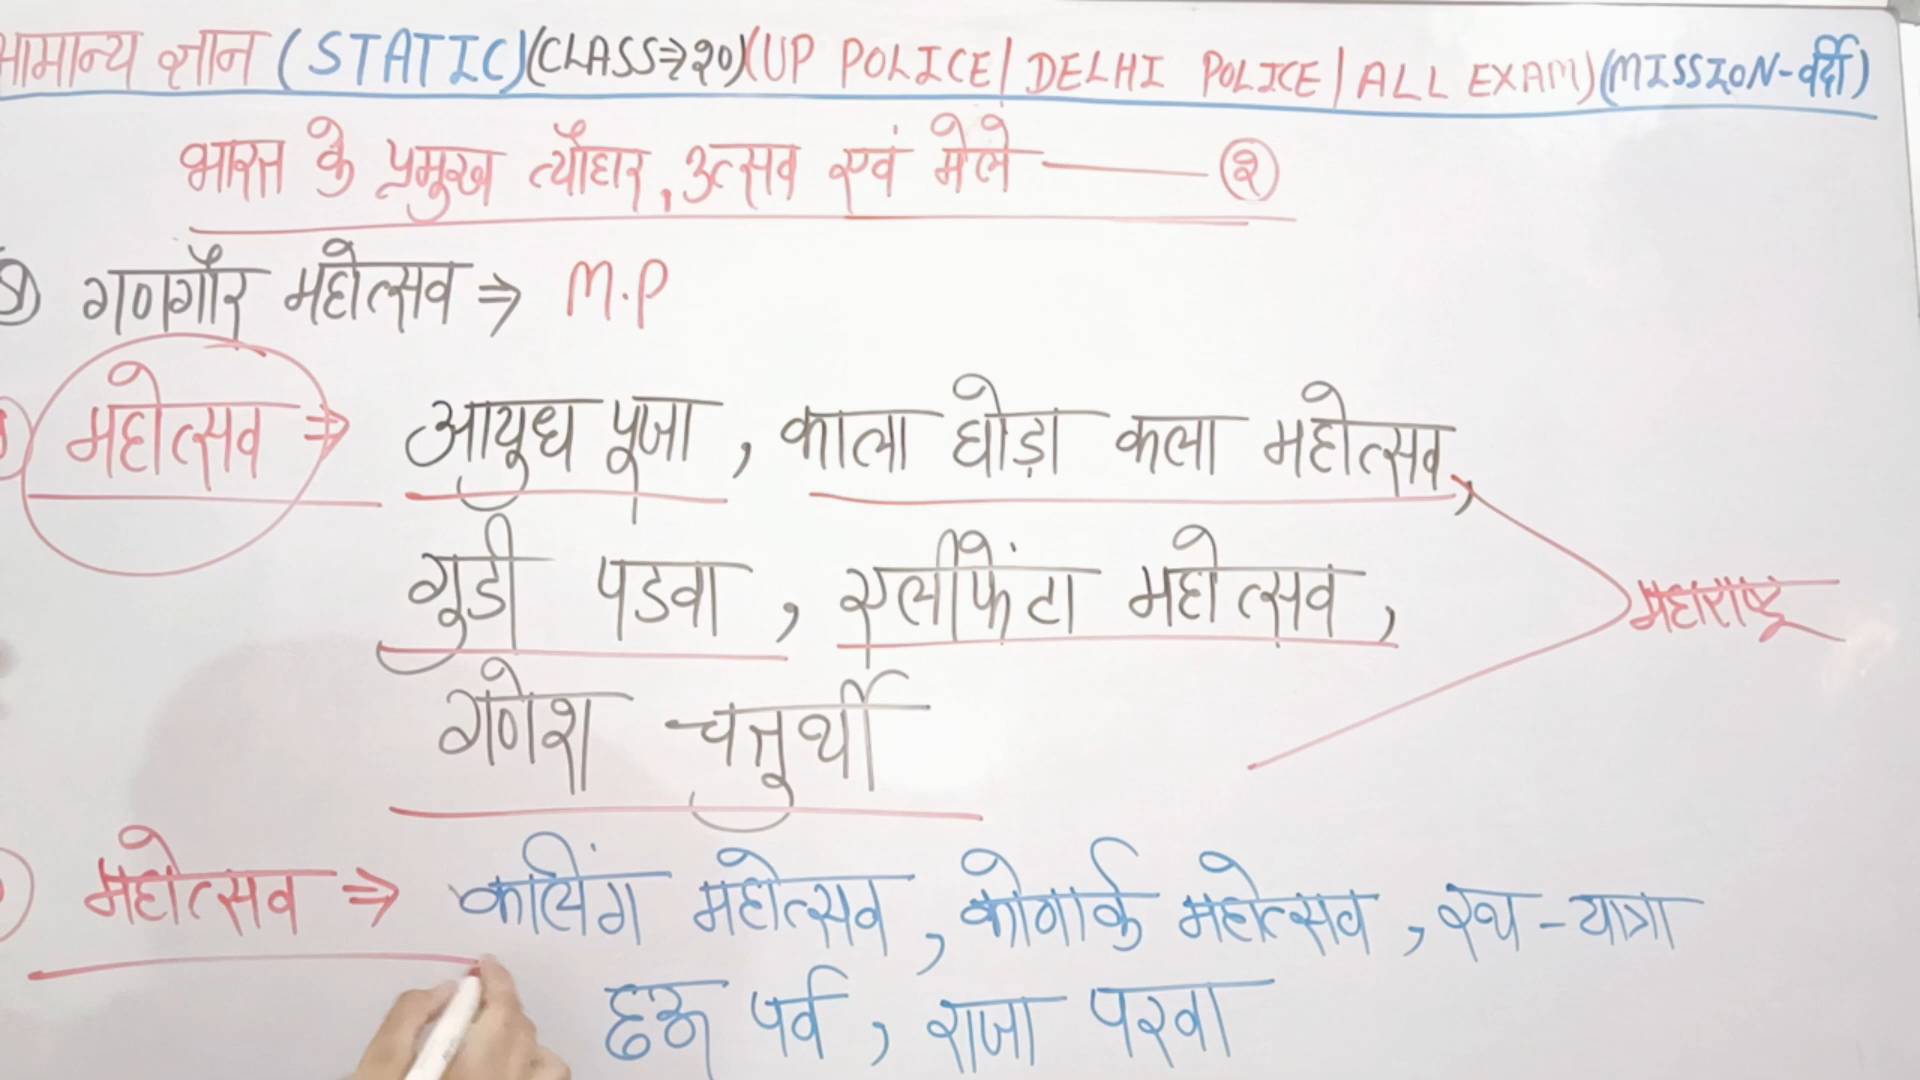 सामान्य ज्ञान (STATIC)(CLASS⇒20)(UP POLICE/DELHI POLICE/ALL EXAM)(MISSION-वर्दी)
भारत के प्रमुख त्यौहार, उत्सव एवं मेले — ②
गणगौर महोत्सव ⇒ M.P
महोत्सव ⇒ आयुध पूजा, काला घोड़ा कला महोत्सव,
गुडी पडवा, एलीफेंटा महोत्सव,
महाराष्ट्र
गणेश चतुर्थी
महोत्सव ⇒ कलिंग महोत्सव, कोणार्क महोत्सव, रथ-यात्रा
छऊ पर्व, राजा परवा